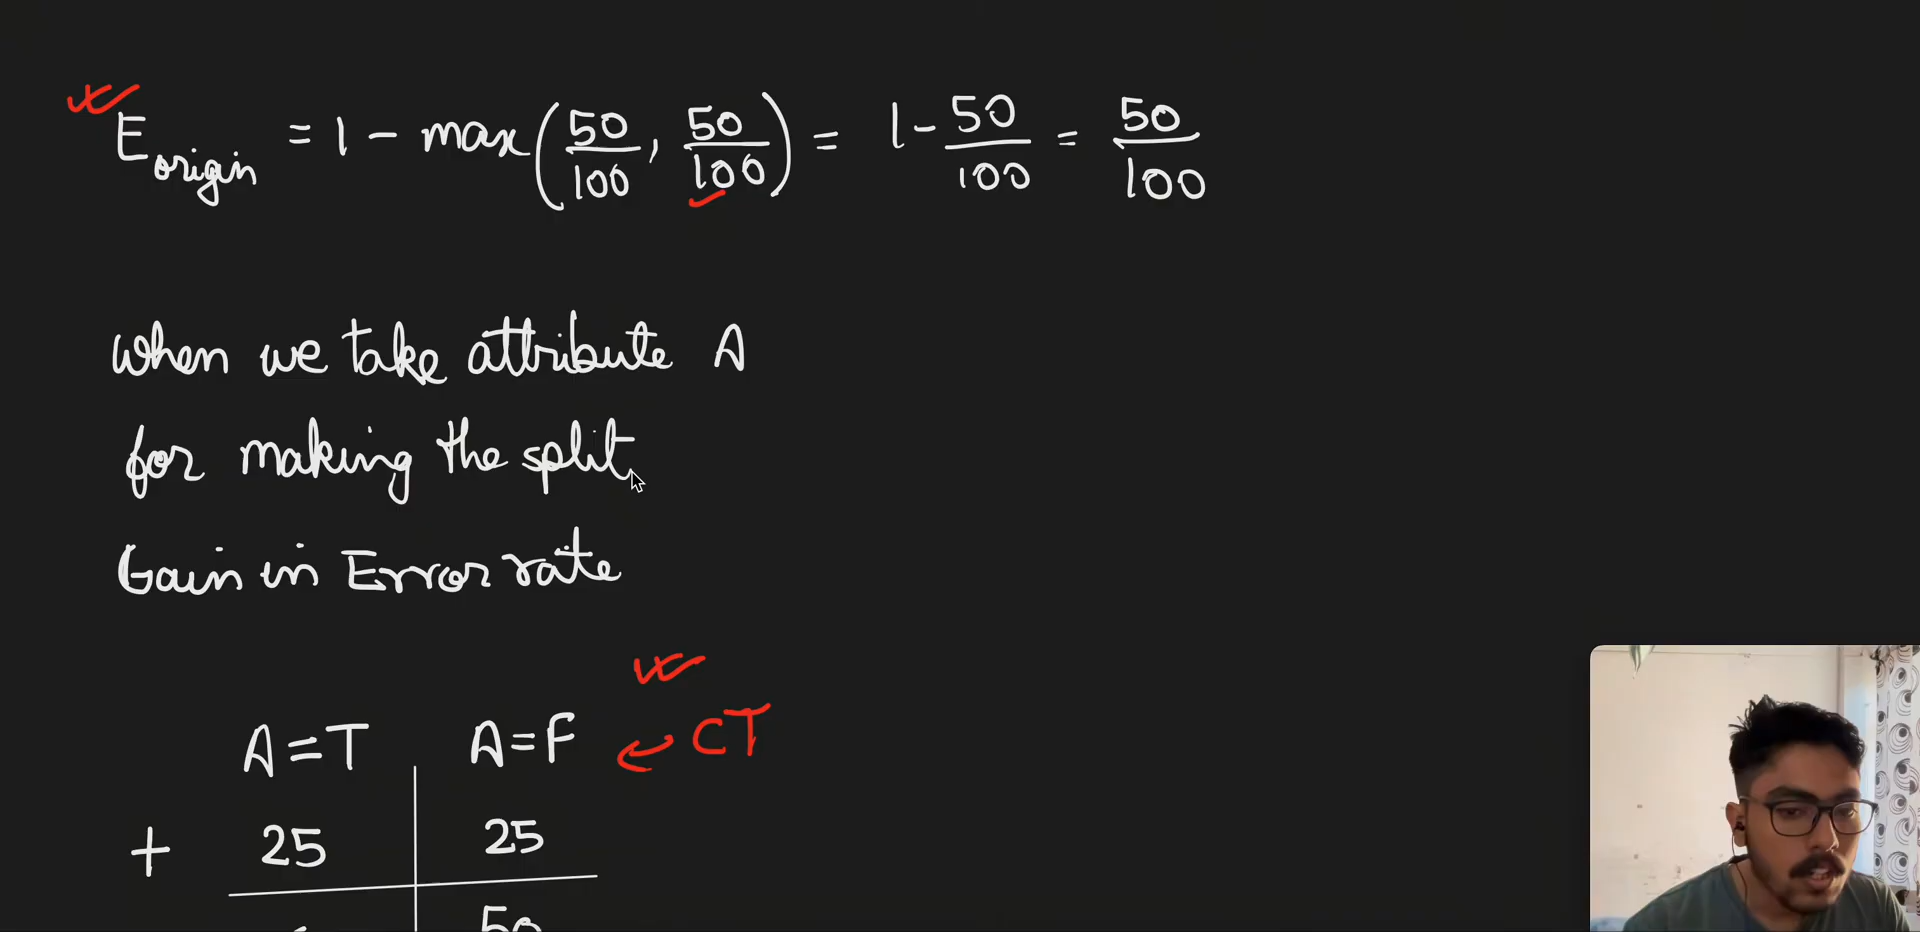 E_origin = 1 - max(50/100, 50/100) = 1 - 50/100 = 50/100
when we take attribute A
for making the split
Gain in Error rate
A=T A=F ← CT
+ 25 25